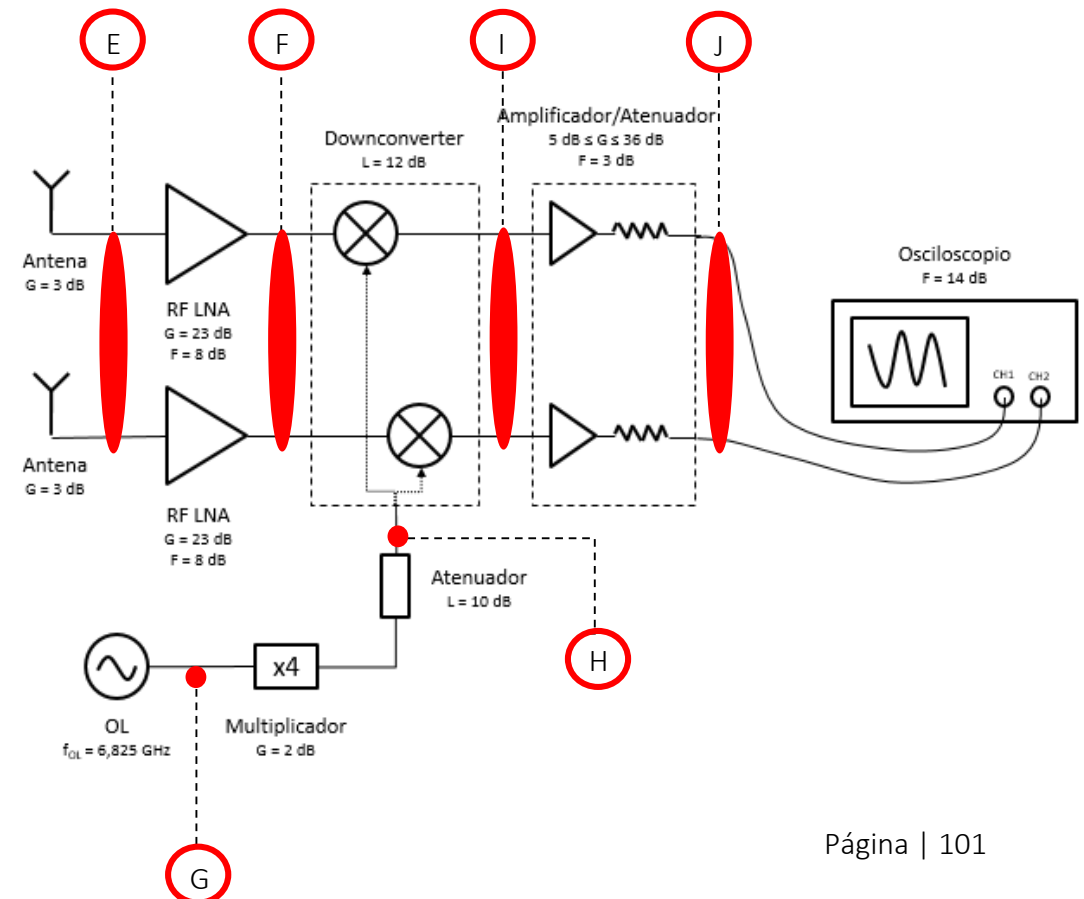 E
F
I
J
Amplificador/Atenuador
5 dB ≤ G ≤ 36 dB
F = 3 dB
Downconverter
L = 12 dB
Antena
G = 3 dB
RF LNA
G = 23 dB
F = 8 dB
Osciloscopio
F = 14 dB
CH1
CH2
Antena
G = 3 dB
RF LNA
G = 23 dB
F = 8 dB
Atenuador
L = 10 dB
H
x4
OL
fOL = 6,825 GHz
Multiplicador
G = 2 dB
G
Página | 101